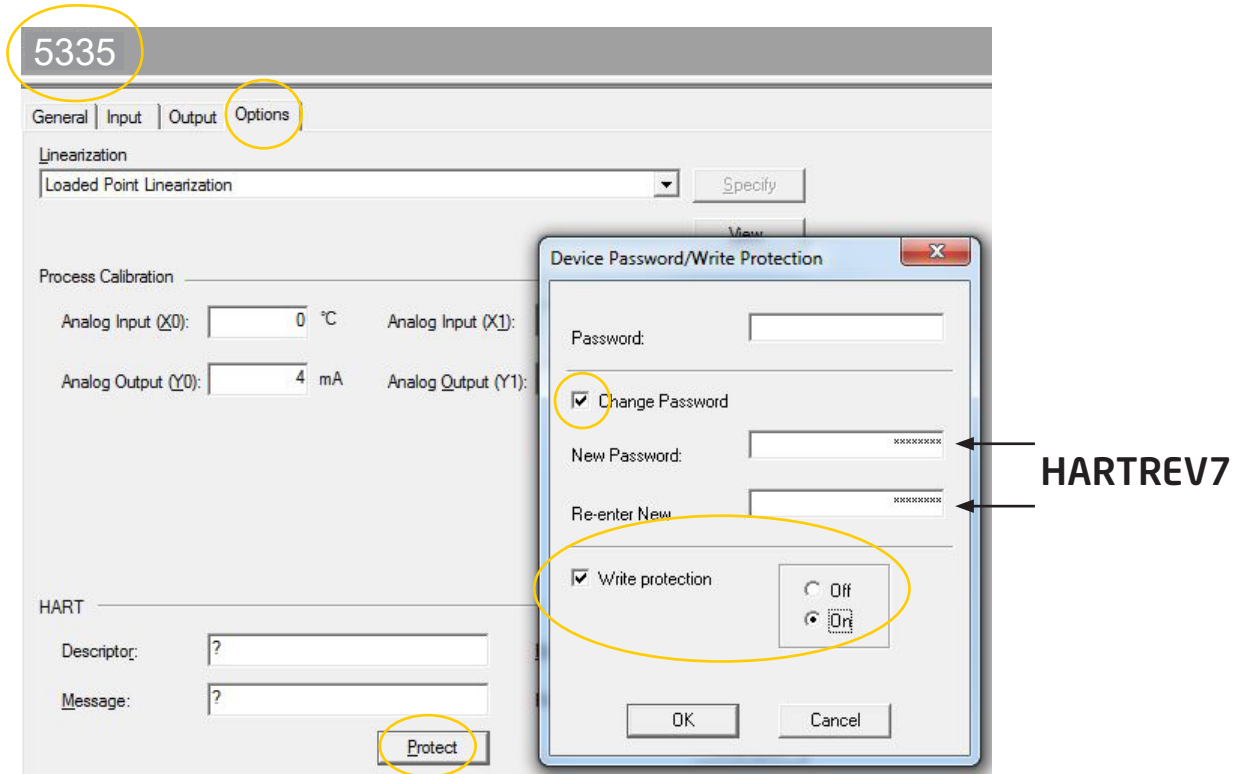 5335
General Input Output Options
Linearization
Loaded Point Linearization
Specify
View
Process Calibration
Analog Input (X0): 0 °C Analog Input (X1):
Analog Output (Y0): 4 mA Analog Output (Y1):
HART
Descriptor: ?
Message: ?
Protect
Device Password/Write Protection
Password:
Change Password
New Password: ********
Re-enter New ********
Write protection
Off
On
OK Cancel
HARTREV7